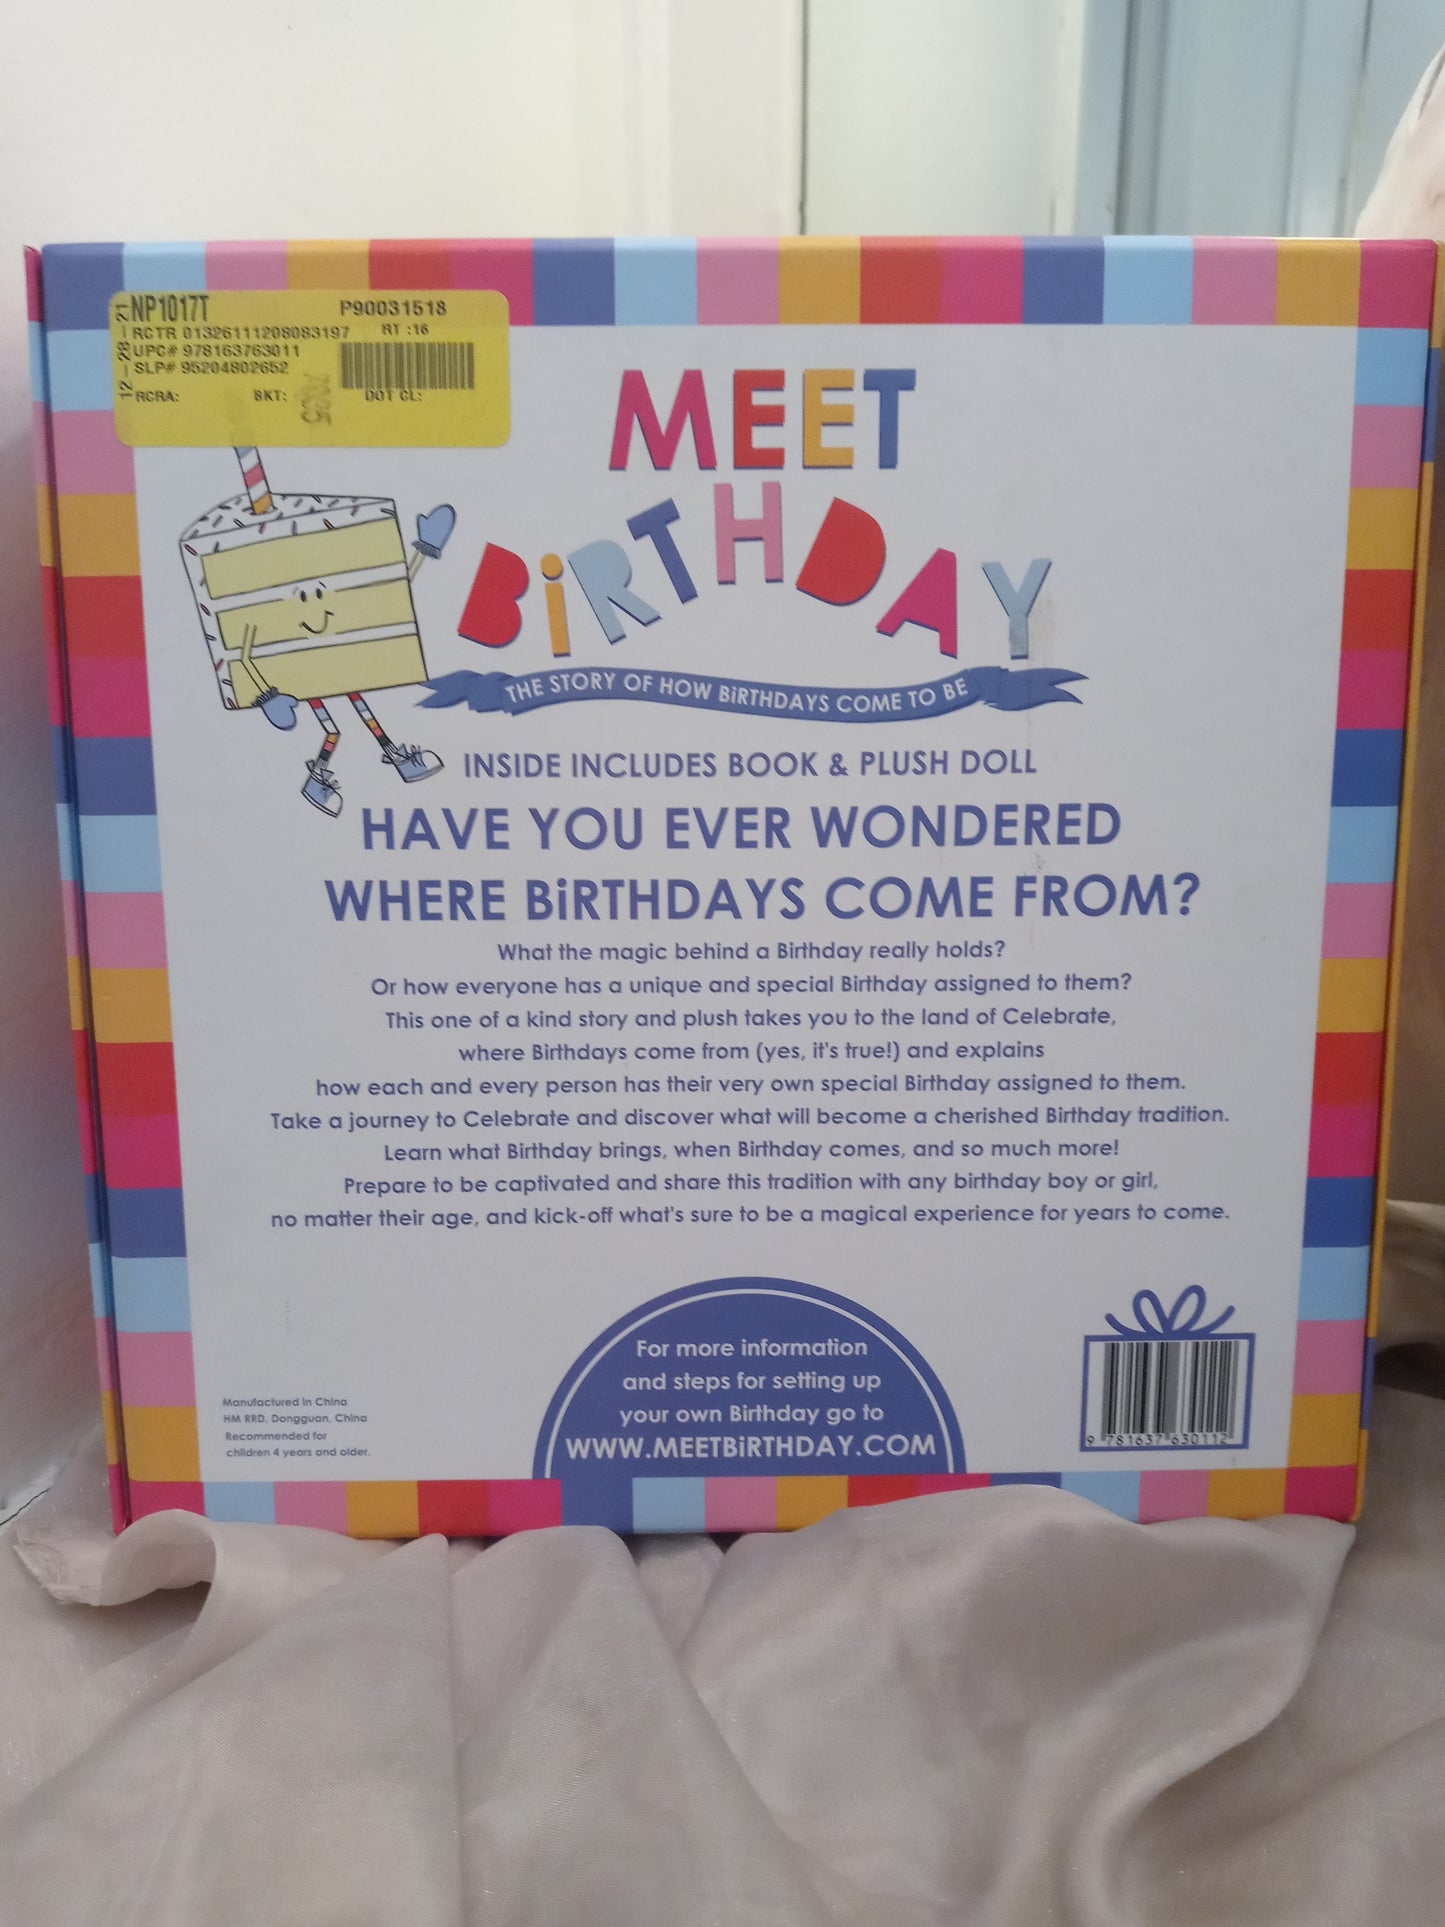 NP1017T P90031518
RCTR 01326111208083197 RT :16
UPC# 978163763011
SLP# 95204802652
RCRA: BKT: DOT CL:
MEET
BiRTHDAY
THE STORY OF HOW BiRTHDAYS COME TO BE
INSIDE INCLUDES BOOK & PLUSH DOLL
HAVE YOU EVER WONDERED
WHERE BiRTHDAYS COME FROM?
What the magic behind a Birthday really holds?
Or how everyone has a unique and special Birthday assigned to them?
This one of a kind story and plush takes you to the land of Celebrate,
where Birthdays come from (yes, it's true!) and explains
how each and every person has their very own special Birthday assigned to them.
Take a journey to Celebrate and discover what will become a cherished Birthday tradition.
Learn what Birthday brings, when Birthday comes, and so much more!
Prepare to be captivated and share this tradition with any birthday boy or girl,
no matter their age, and kick-off what's sure to be a magical experience for years to come.
For more information
and steps for setting up
your own Birthday go to
WWW.MEETBiRTHDAY.COM
Manufactured in China
HM RRD, Dongguan, China
Recommended for
children 4 years and older.
9 781637 630112